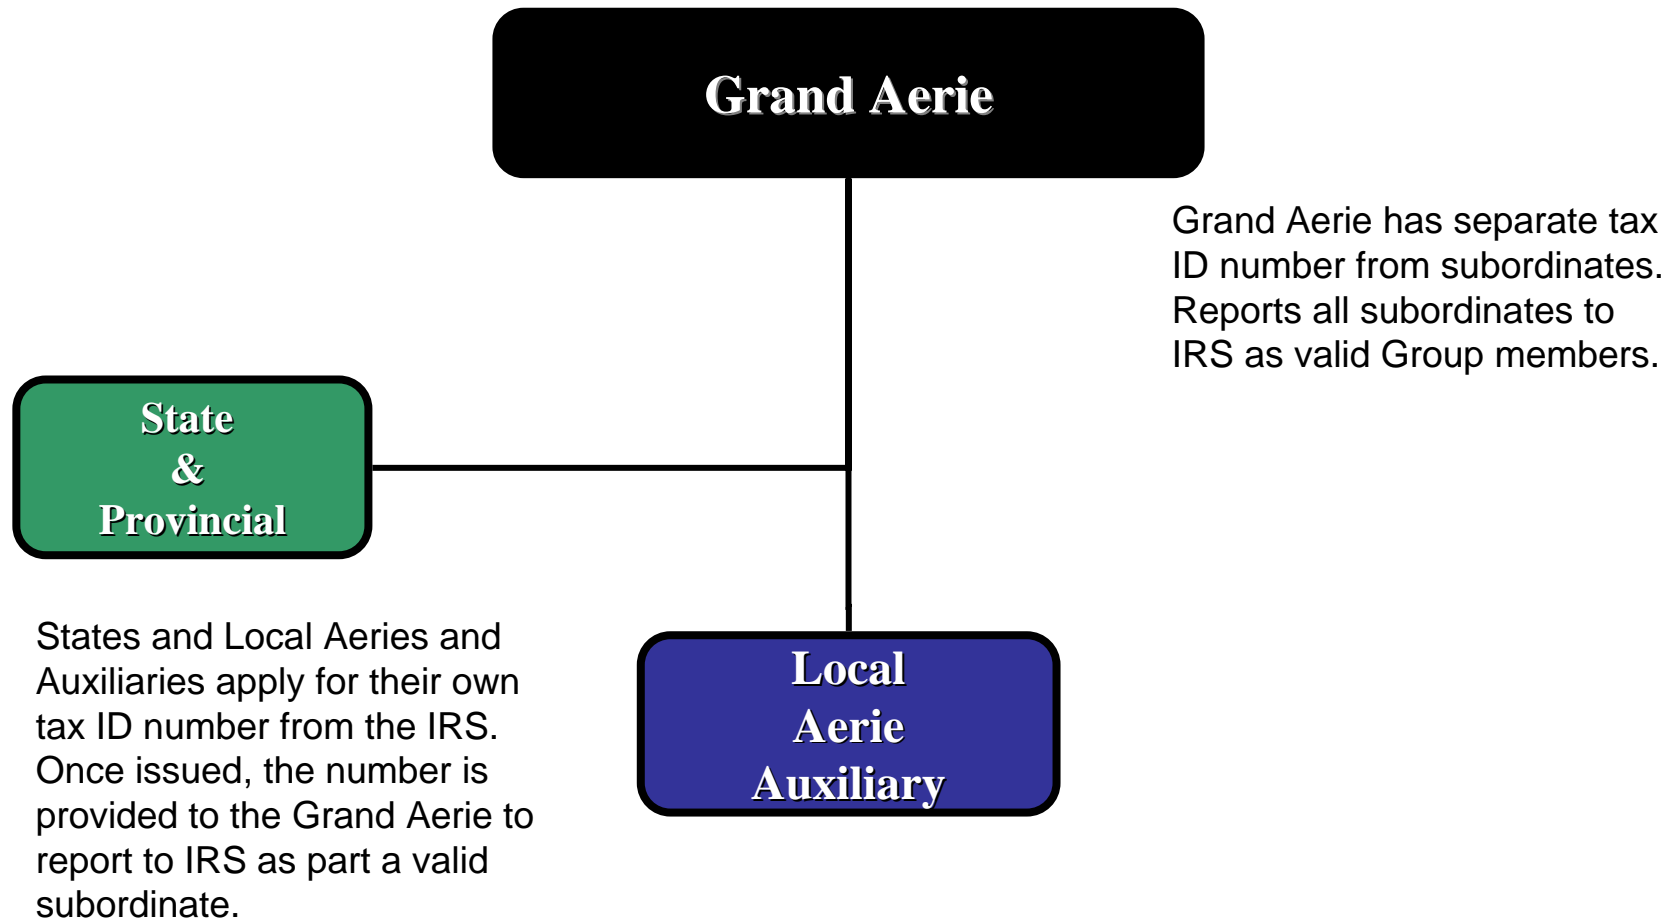 Grand Aerie
Grand Aerie has separate tax
ID number from subordinates.
Reports all subordinates to
IRS as valid Group members.
State
&
Provincial
States and Local Aeries and
Auxiliaries apply for their own
tax ID number from the IRS.
Once issued, the number is
provided to the Grand Aerie to
report to IRS as part a valid
subordinate.
Local
Aerie
Auxiliary